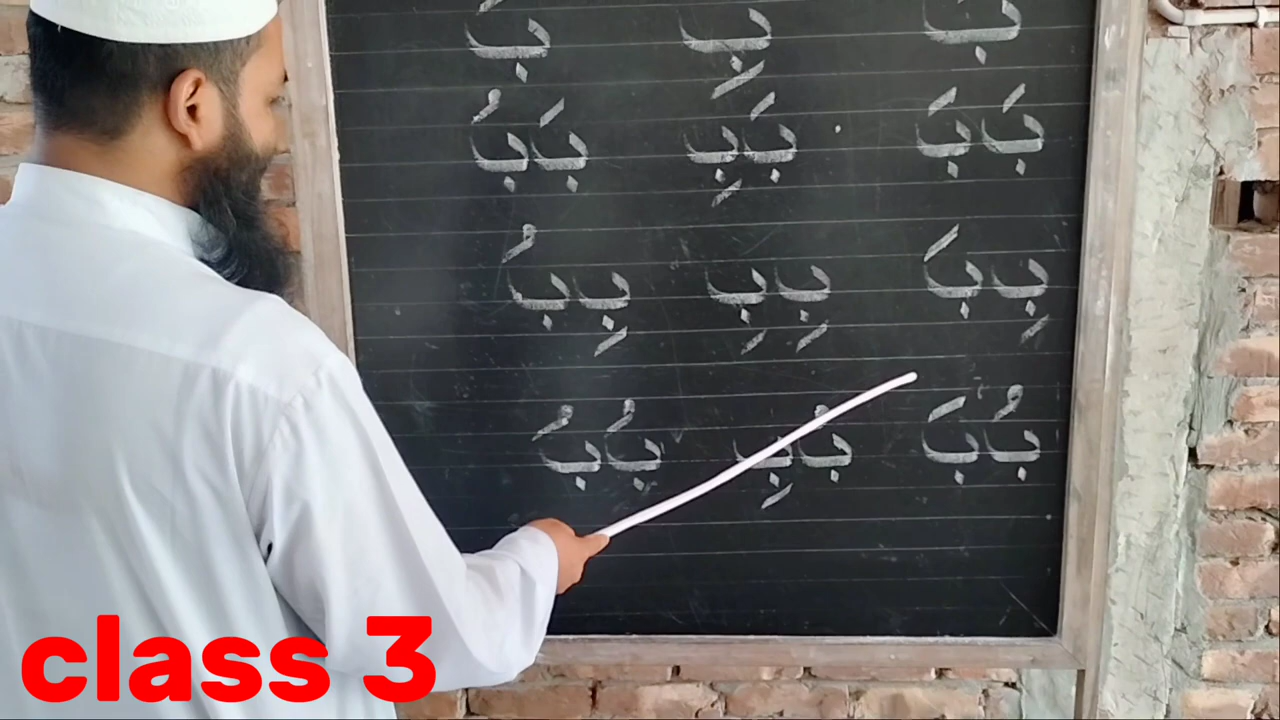 بَ بِ بُ
بَ بَ بَ بِ بَ بُ
بِ بَ بِ بِ بِ بُ
بُ بَ بُ بِ بُ بُ
class 3